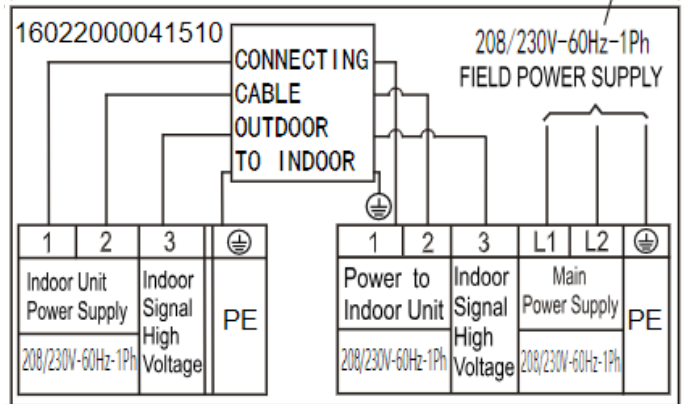 16022000041510
CONNECTING
CABLE
OUTDOOR
TO INDOOR
208/230V-60Hz-1Ph
FIELD POWER SUPPLY
1 2 3
Indoor Unit
Power Supply
208/230V-60Hz-1Ph
Indoor
Signal
High
Voltage
PE
1 2 3 L1 L2
Power to
Indoor Unit
208/230V-60Hz-1Ph
Indoor
Signal
High
Voltage
Main
Power Supply
208/230V-60Hz-1Ph
PE